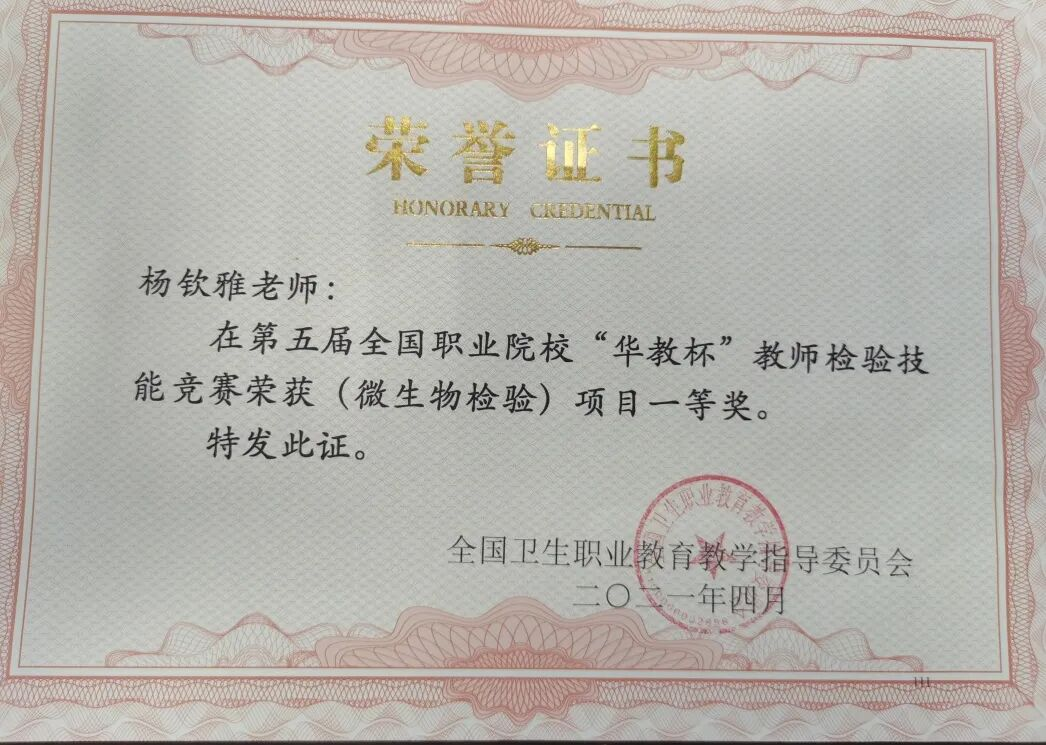 荣誉证书
HONORARY CREDENTIAL
杨钦雅老师：
在第五届全国职业院校“华教杯”教师检验技
能竞赛荣获（微生物检验）项目一等奖。
特发此证。
全国卫生职业教育教学指导委员会
二〇二一年四月
111